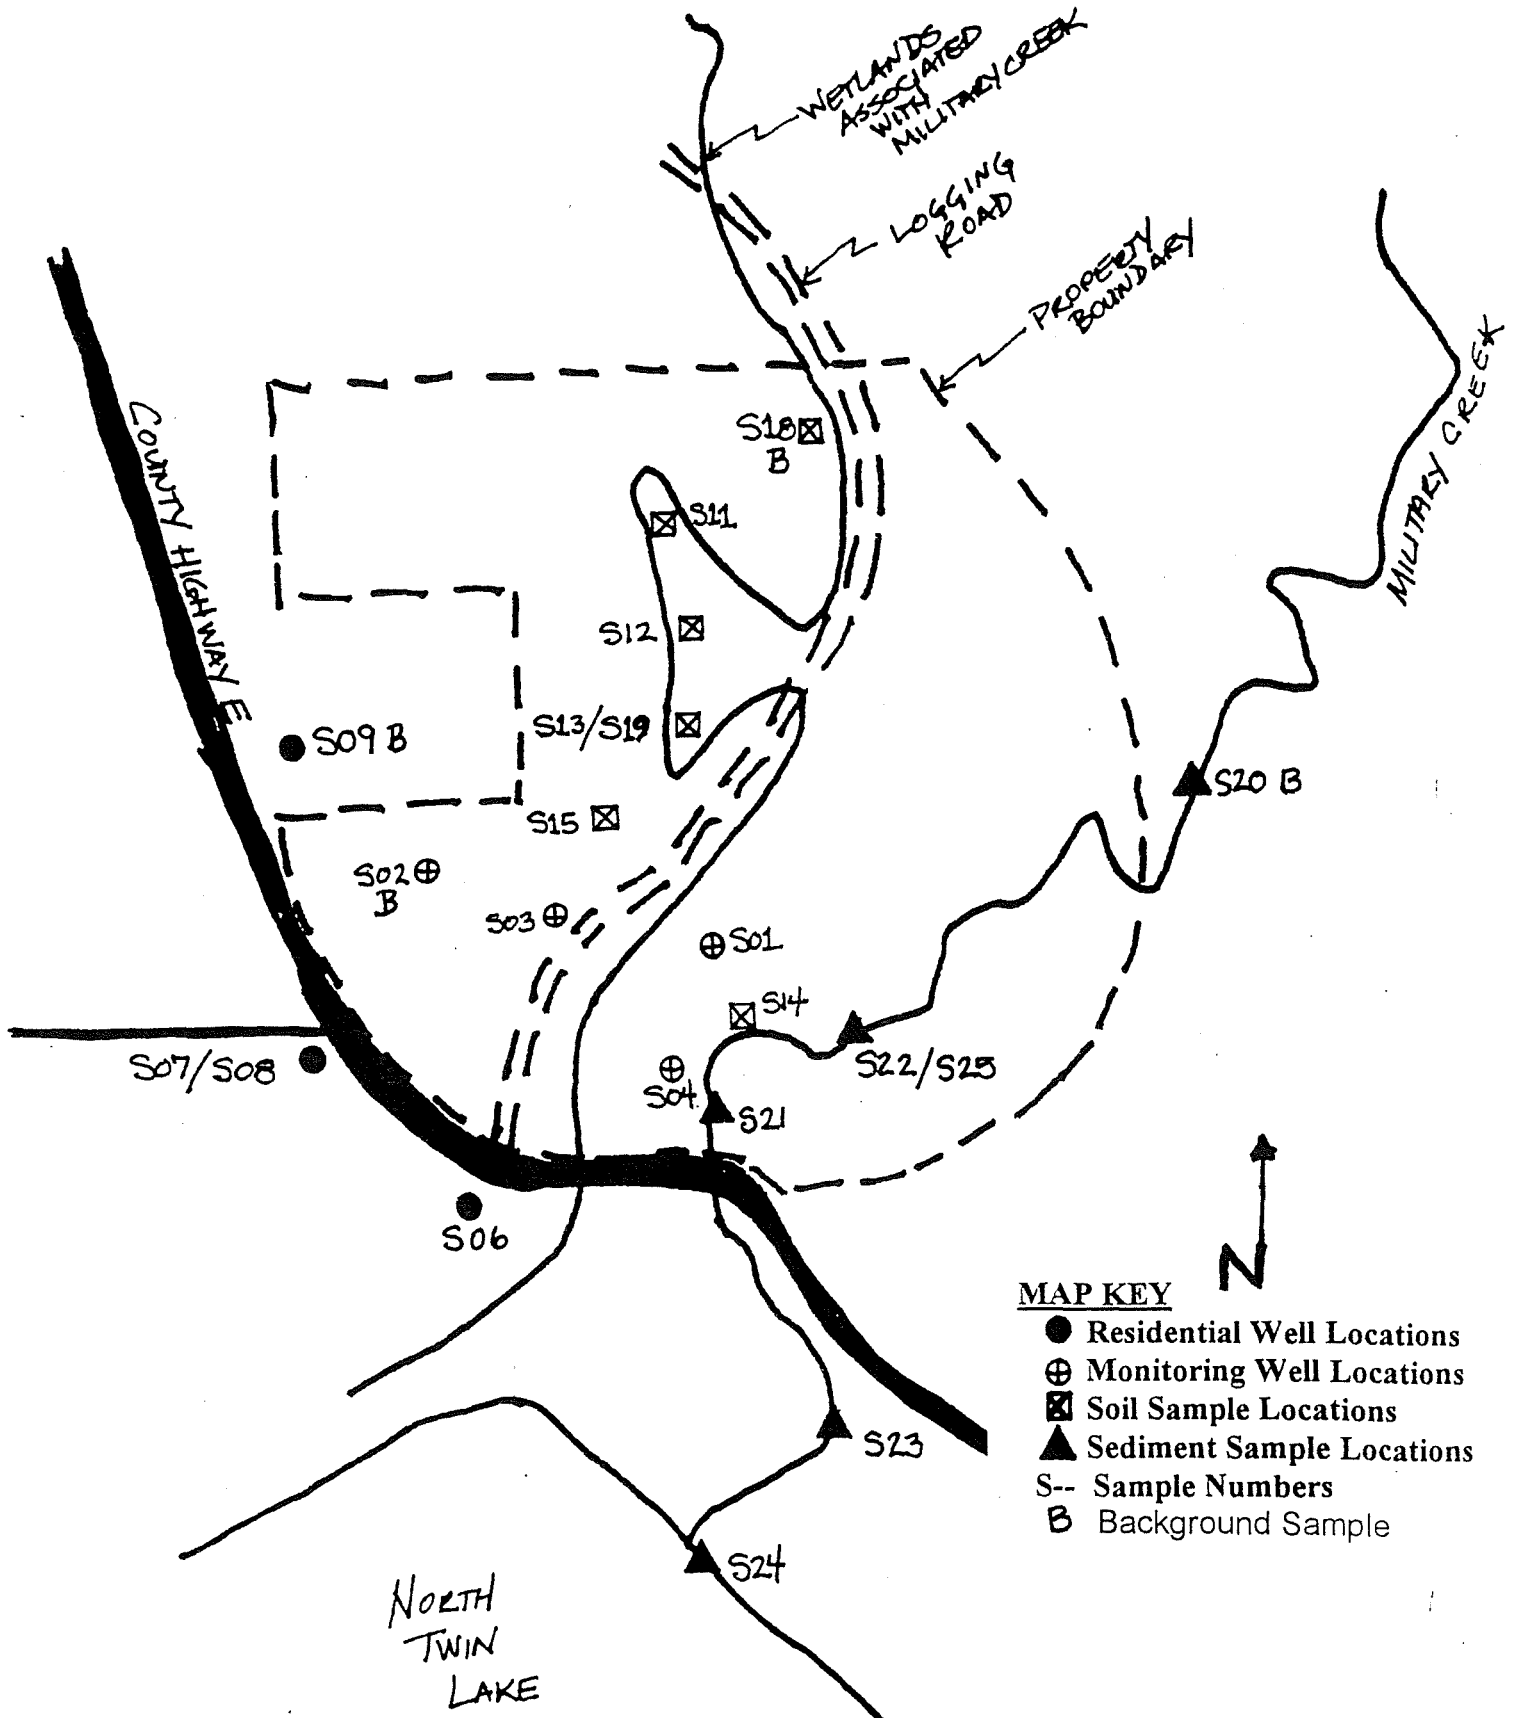 WETLANDS
ASSOCIATED
WITH
MILITARY CREEK
LOGGING
ROAD
PROPERTY
BOUNDARY
MILITARY CREEK
COUNTY HIGHWAY E
S18
B
S11
S12
S13/S19
S09 B
S20 B
S15
S02
B
S03
S01
S14
S07/S08
S22/S25
S04
S21
S06
N
MAP KEY
Residential Well Locations
Monitoring Well Locations
Soil Sample Locations
Sediment Sample Locations
S-- Sample Numbers
B Background Sample
S23
S24
NORTH
TWIN
LAKE